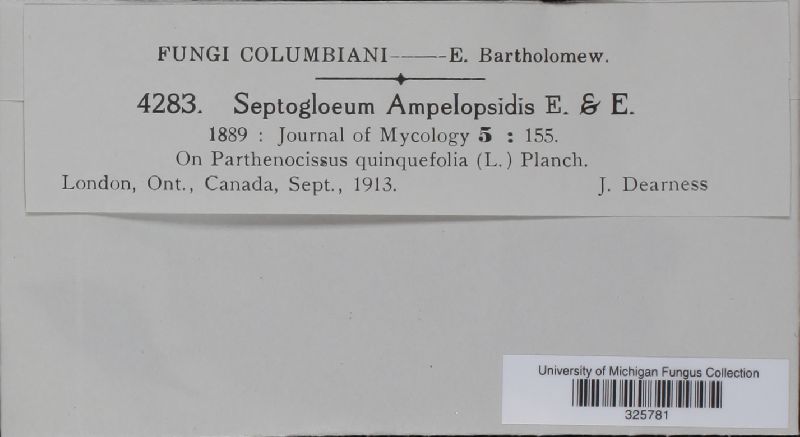 FUNGI COLUMBIANI——E. Bartholomew.
4283. Septogloeum Ampelopsidis E. & E.
1889 : Journal of Mycology 5 : 155.
On Parthenocissus quinquefolia (L.) Planch.
London, Ont., Canada, Sept., 1913. J. Dearness
University of Michigan Fungus Collection
325781